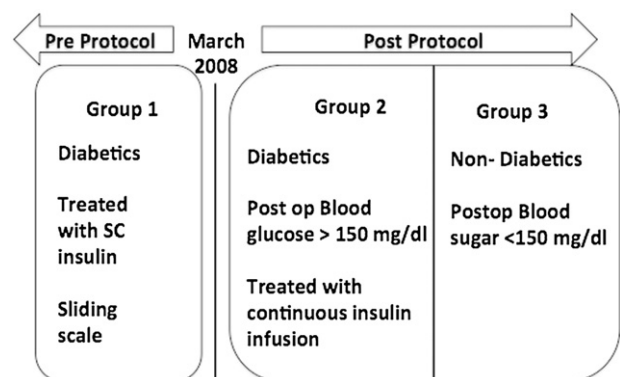 Pre Protocol
March
2008
Post Protocol
Group 1
Diabetics
Treated
with SC
insulin
Sliding
scale
Group 2
Diabetics
Post op Blood
glucose > 150 mg/dl
Treated with
continuous insulin
infusion
Group 3
Non- Diabetics
Postop Blood
sugar <150 mg/dl